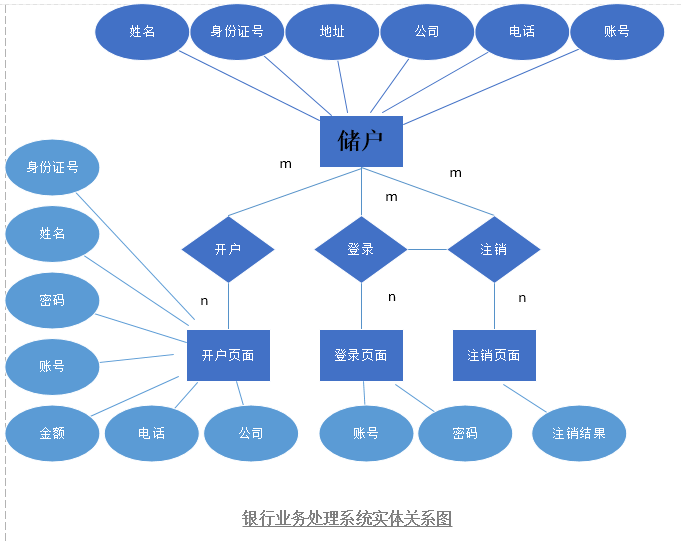 姓名 身份证号 地址 公司 电话 账号
储户
身份证号
m m
m
姓名
开户 登录 注销
密码
n n n
账号
开户页面 登录页面 注销页面
金额 电话 公司 账号 密码 注销结果
银行业务处理系统实体关系图